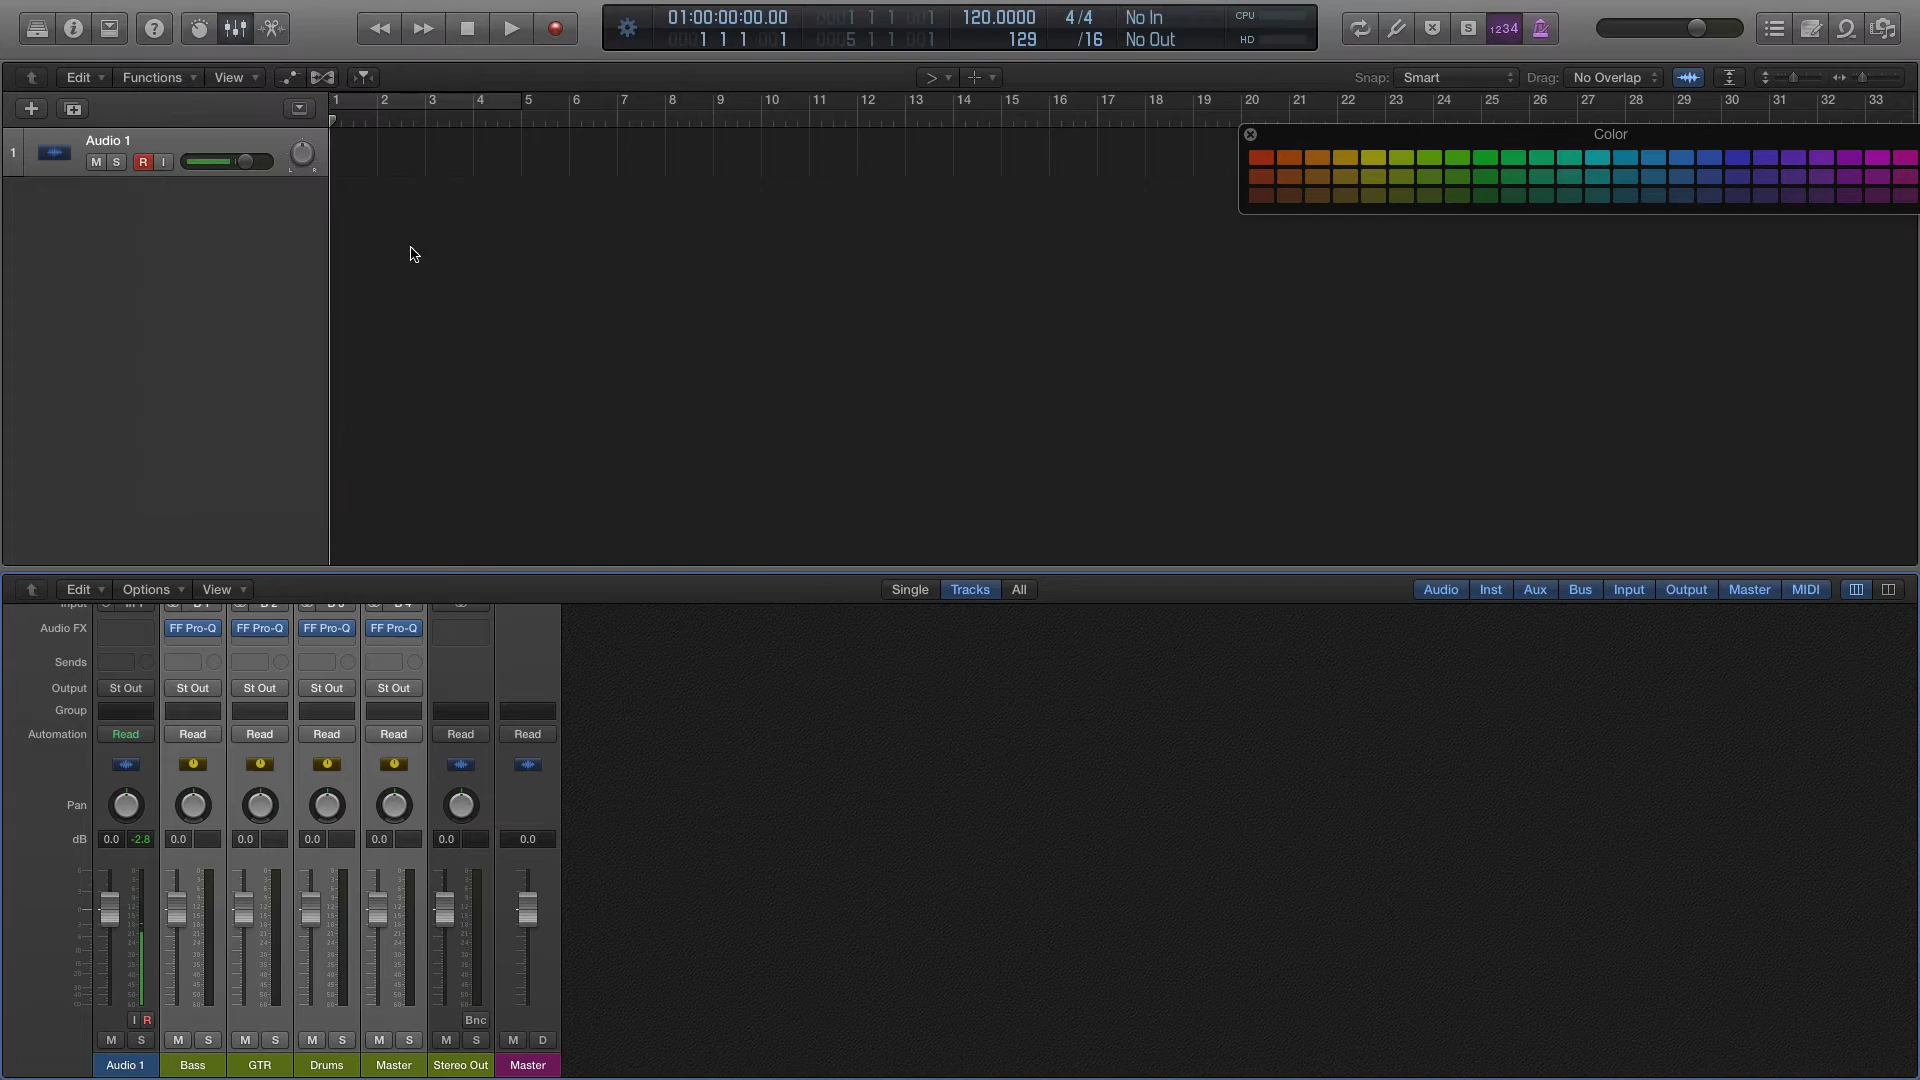 01:00:00:00.00 120.0000 4/4 No In CPU
1 1 1 1 5 1 1 1 129 /16 No Out HD
S 1234
Edit Functions View Snap: Smart Drag: No Overlap
1 2 3 4 5 6 7 8 9 10 11 12 13 14 15 16 17 18 19 20 21 22 23 24 25 26 27 28 29 30 31 32 33
Color
1 Audio 1
M S R I
L R
Edit Options View Single Tracks All Audio Inst Aux Bus Input Output Master MIDI
Audio FX FF Pro-Q FF Pro-Q FF Pro-Q FF Pro-Q
Sends
Output St Out St Out St Out St Out St Out
Group
Automation Read Read Read Read Read Read Read
Pan
dB 0.0 -2.8 0.0 0.0 0.0 0.0 0.0 0.0
I R Bnc
M S M S M S M S M S M S M D
Audio 1 Bass GTR Drums Master Stereo Out Master